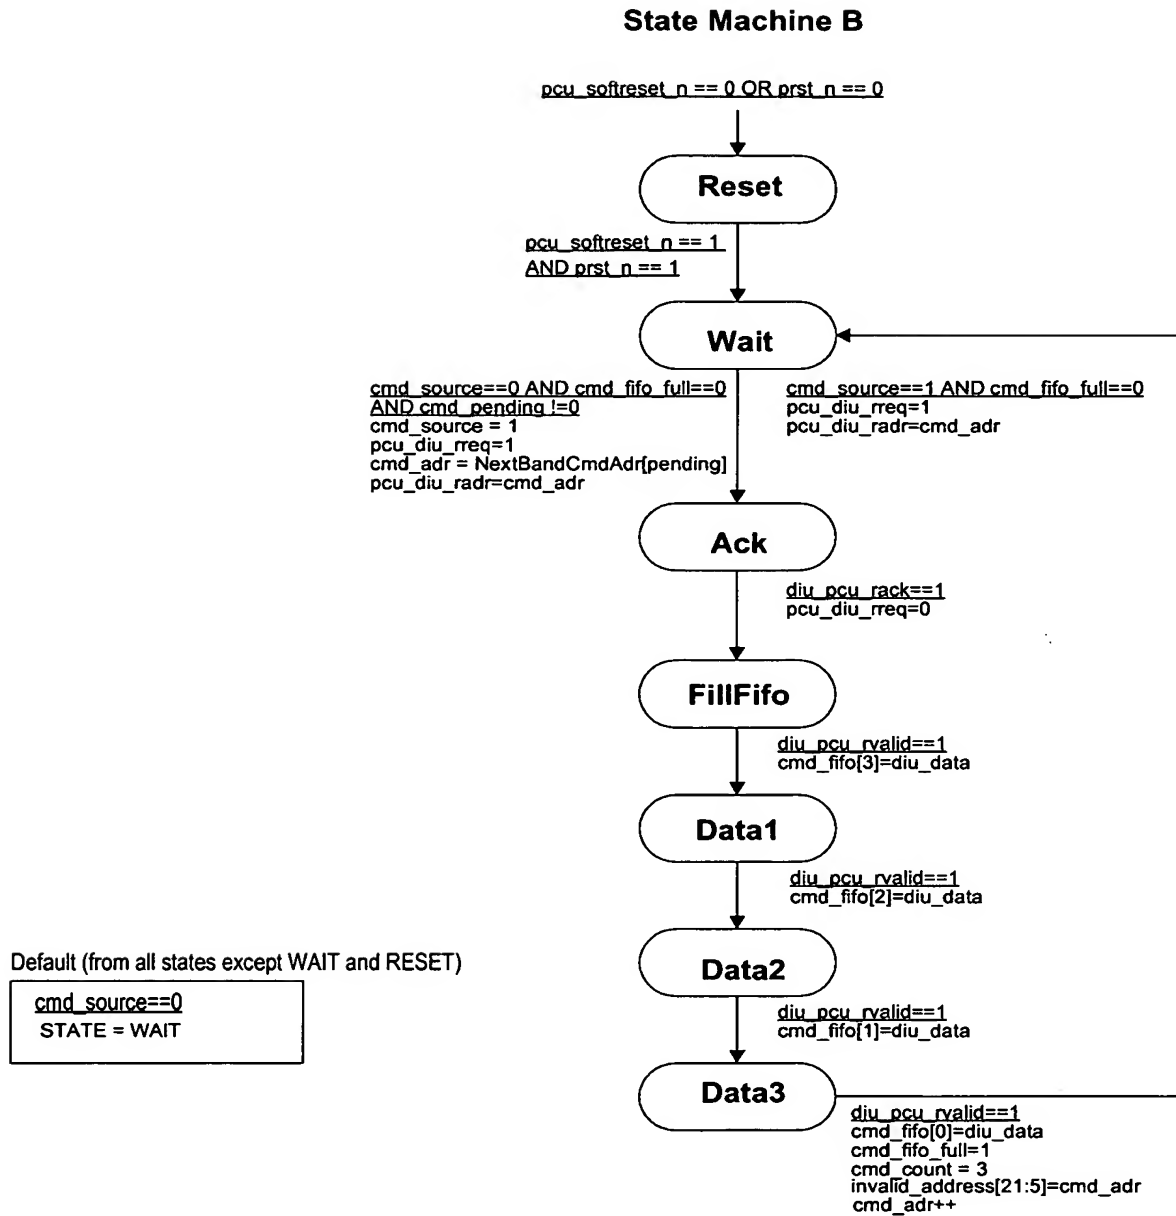 State Machine B
pcu_softreset_n == 0 OR prst_n == 0
Reset
pcu_softreset_n == 1
AND prst_n == 1
Wait
cmd_source==0 AND cmd_fifo_full==0
AND cmd_pending !=0
cmd_source = 1
pcu_diu_rreq=1
cmd_adr = NextBandCmdAdr[pending]
pcu_diu_radr=cmd_adr
cmd_source==1 AND cmd_fifo_full==0
pcu_diu_rreq=1
pcu_diu_radr=cmd_adr
Ack
diu_pcu_rack==1
pcu_diu_rreq=0
FillFifo
diu_pcu_rvalid==1
cmd_fifo[3]=diu_data
Data1
diu_pcu_rvalid==1
cmd_fifo[2]=diu_data
Data2
Default (from all states except WAIT and RESET)
cmd_source==0
STATE = WAIT
diu_pcu_rvalid==1
cmd_fifo[1]=diu_data
Data3
diu_pcu_rvalid==1
cmd_fifo[0]=diu_data
cmd_fifo_full=1
cmd_count = 3
invalid_address[21:5]=cmd_adr
cmd_adr++